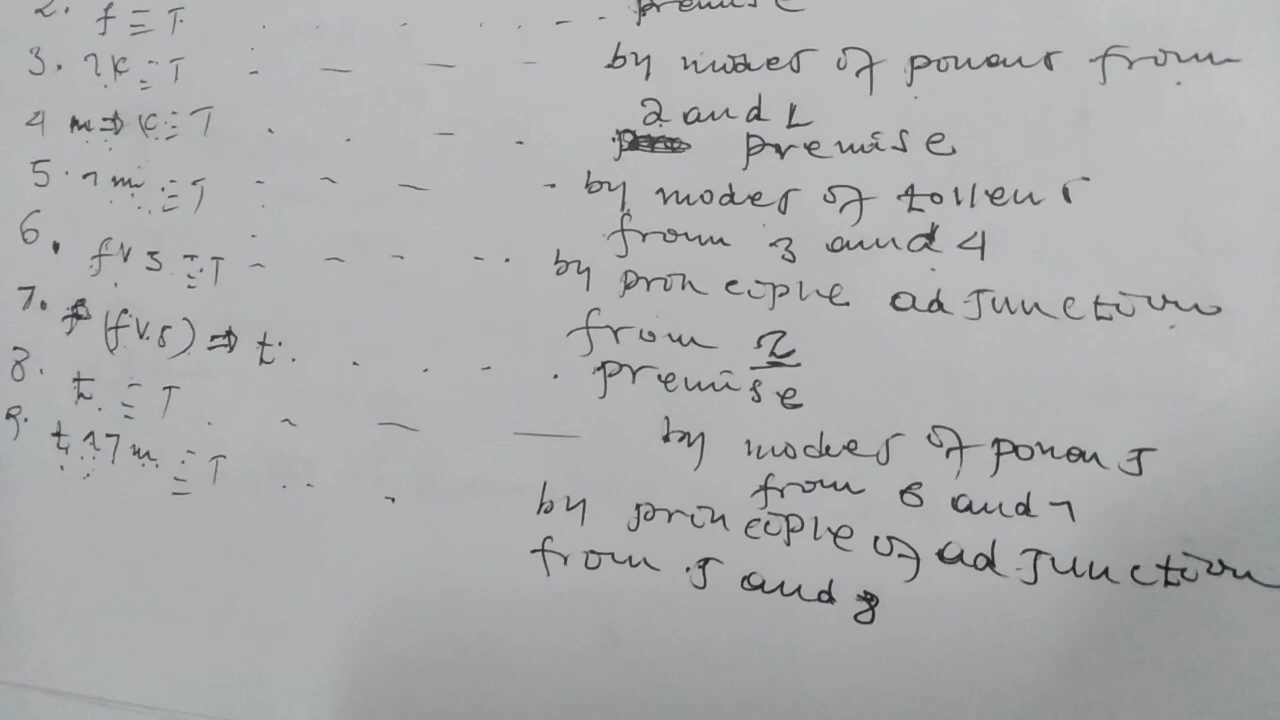 2. f ≡ T . . . . - - . . premise
3. ¬k ≡ T - — — - by modes of ponous from
2 and 1
4 m ⇒ k ≡ T . . - . premise
5. ¬m ≡ T - - — - by modes of tollens
from 3 and 4
6. f v s ≡ T - - - - . . by principle adjunction
from 2
7. (f v s) ⇒ t . . . - . premise
8. t ≡ T . - — — by modes of ponons
from 6 and 7
9. t ∧ ¬m ≡ T . . . by principle of adjunction
from 5 and 8